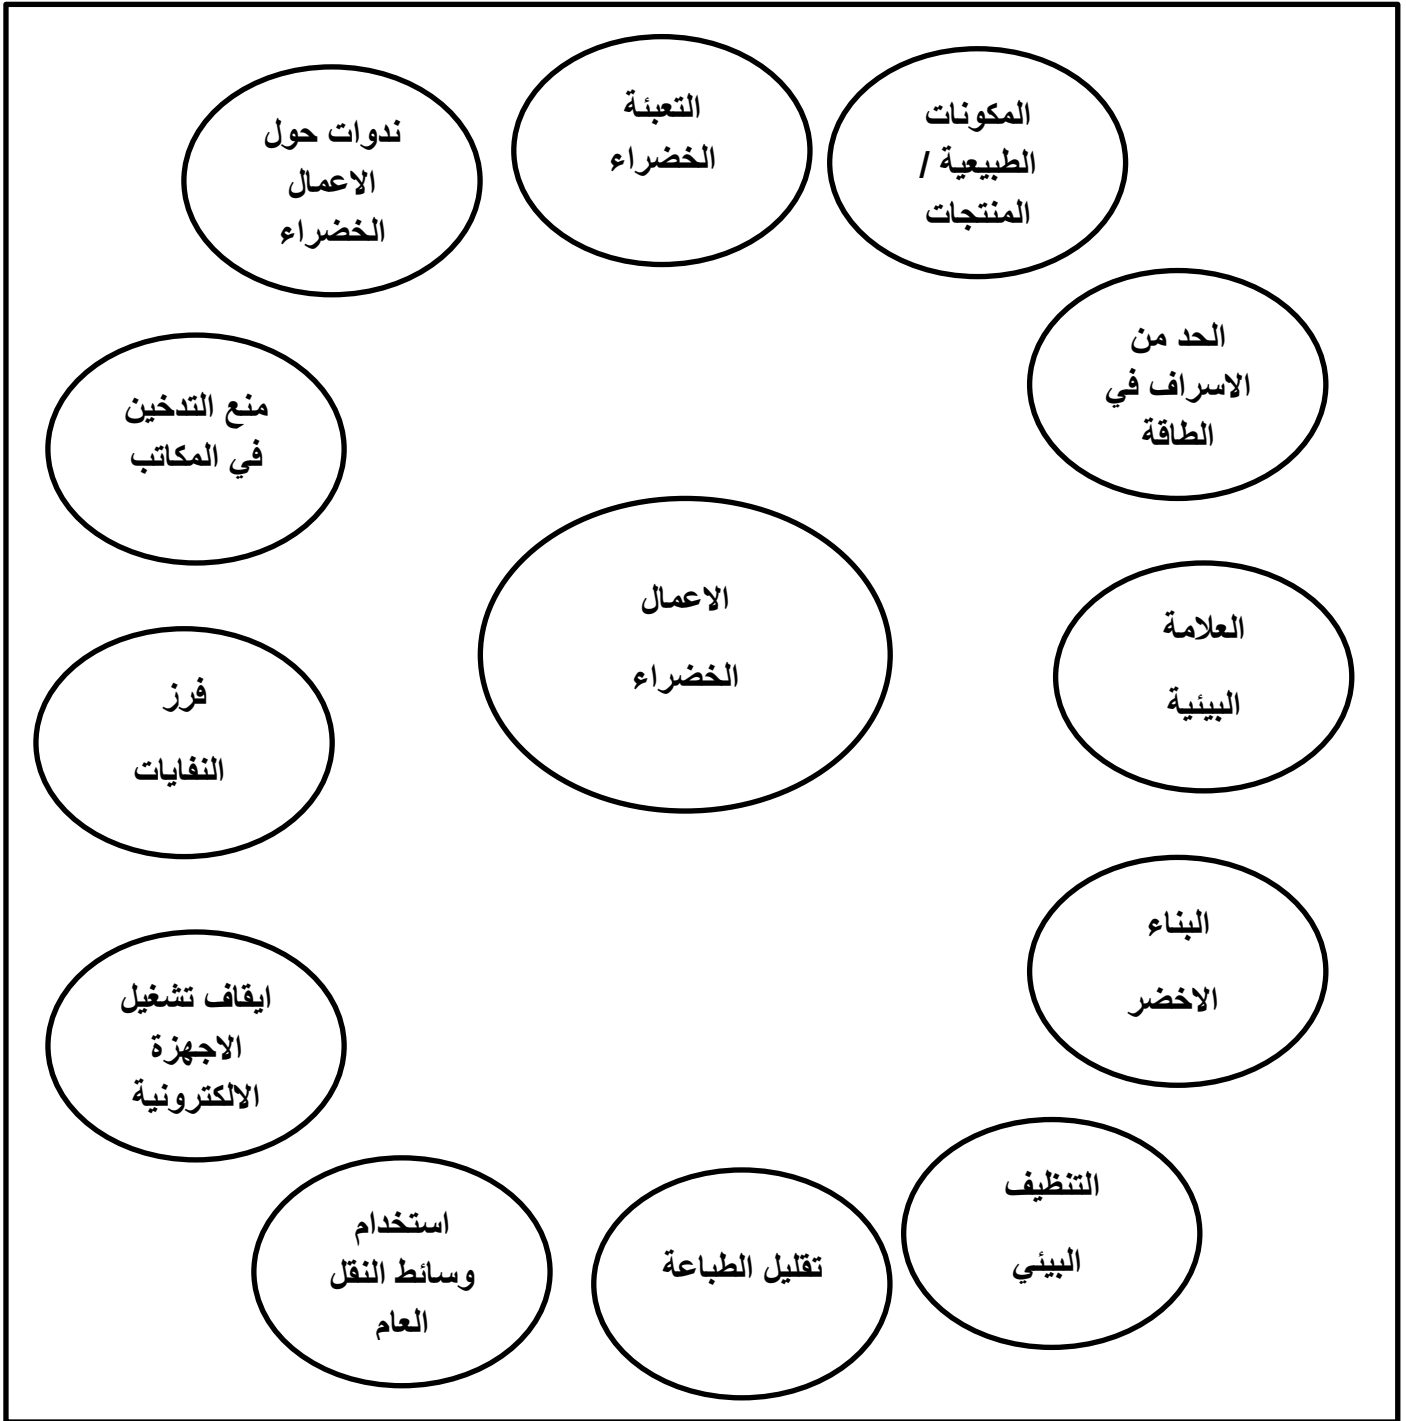 المكونات
الطبيعية /
المنتجات
التعبئة
الخضراء
ندوات حول
الاعمال
الخضراء
الحد من
الاسراف في
الطاقة
منع التدخين
في المكاتب
الاعمال
الخضراء
العلامة
البيئية
فرز
النفايات
البناء
الاخضر
ايقاف تشغيل
الاجهزة
الالكترونية
التنظيف
البيئي
تقليل الطباعة
استخدام
وسائط النقل
العام